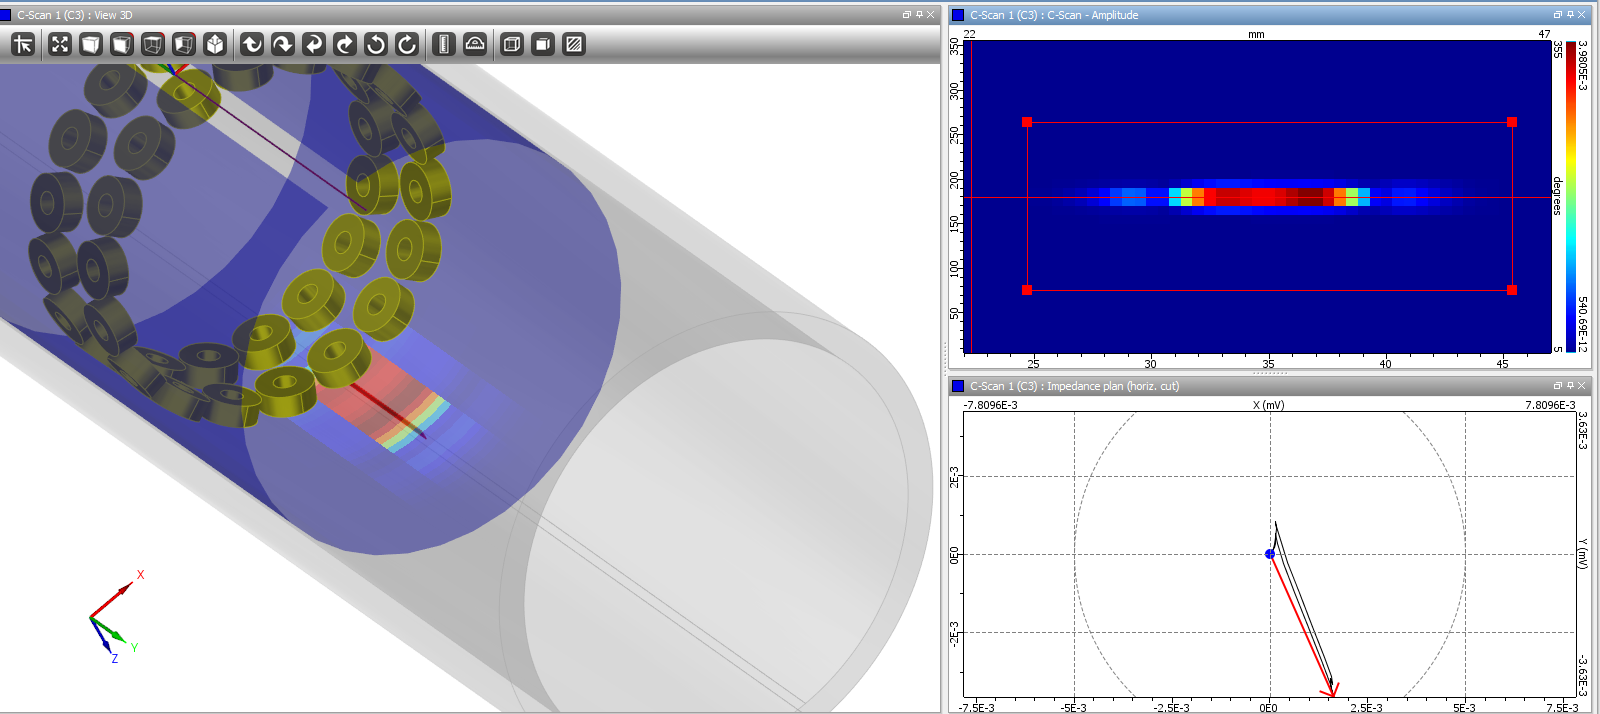 C-Scan 1 (C3) : View 3D
X
Y
Z
C-Scan 1 (C3) : C-Scan - Amplitude
22
mm
47
350
300
250
200
150
100
50
355
degrees
5
3.9805E-3
540.69E-12
25
30
35
40
45
C-Scan 1 (C3) : Impedance plan (horiz. cut)
-7.8096E-3
X (mV)
7.8096E-3
2E-3
0E0
-2E-3
3.63E-3
Y (mV)
-3.63E-3
-7.5E-3
-5E-3
-2.5E-3
0E0
2.5E-3
5E-3
7.5E-3